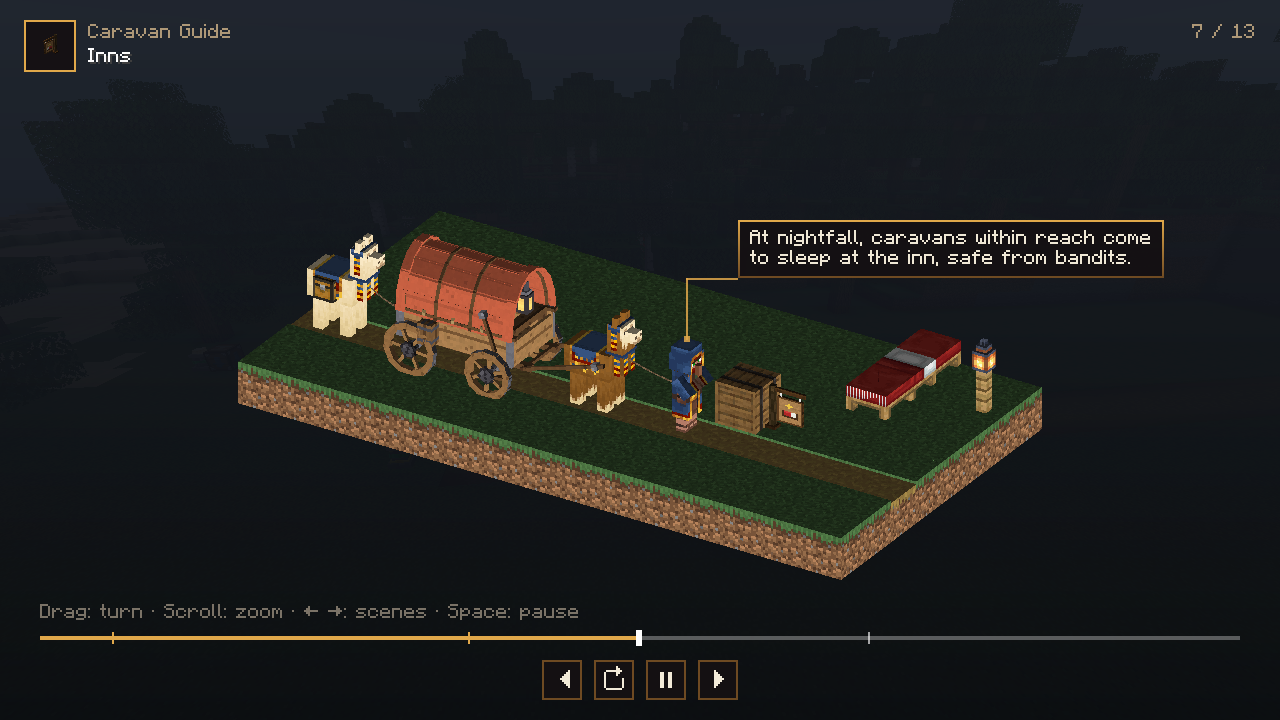 Caravan Guide
Inns
7 / 13
At nightfall, caravans within reach come
to sleep at the inn, safe from bandits.
Drag: turn · Scroll: zoom · ← →: scenes · Space: pause